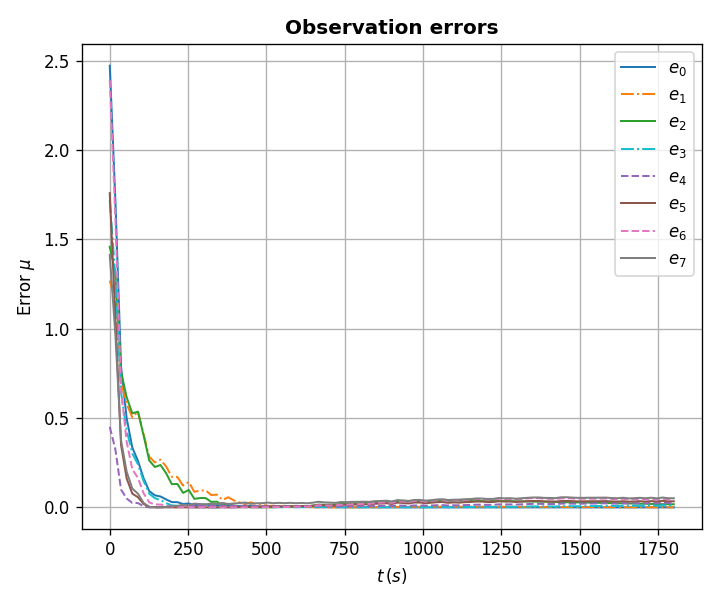 Observation errors
2.5
2.0
1.5
1.0
0.5
0.0
Error μ
0
250
500
750
1000
1250
1500
1750
t (s)
e₀
e₁
e₂
e₃
e₄
e₅
e₆
e₇